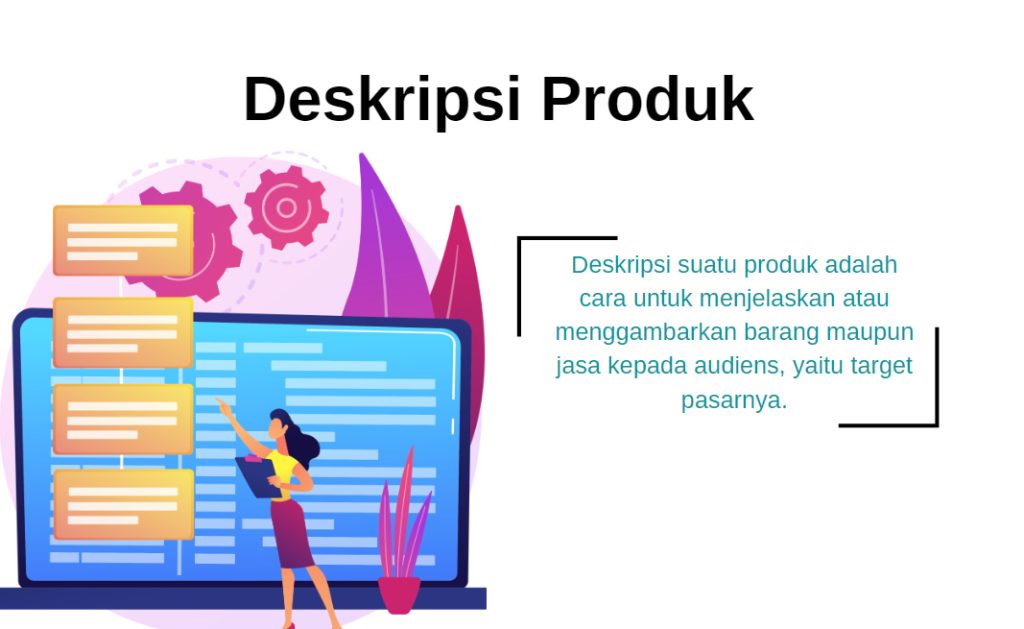 Deskripsi Produk
Deskripsi suatu produk adalah
cara untuk menjelaskan atau
menggambarkan barang maupun
jasa kepada audiens, yaitu target
pasarnya.